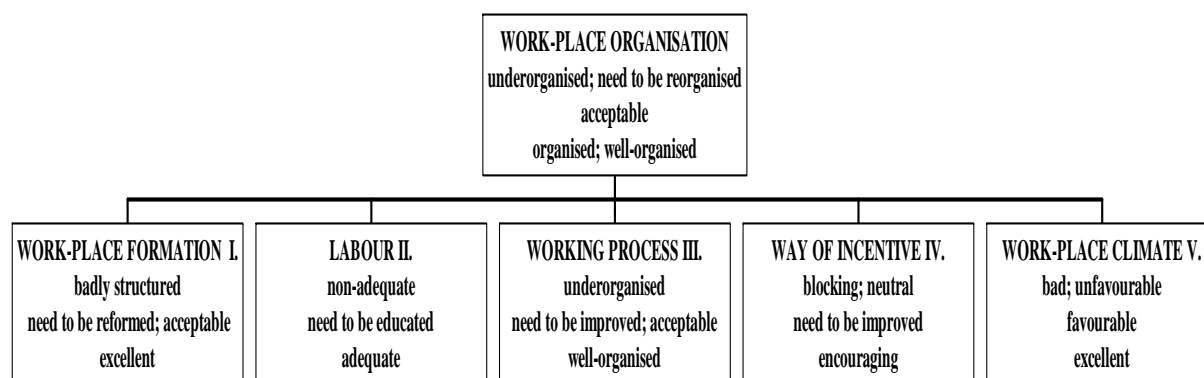 WORK-PLACE ORGANISATION
underorganised; need to be reorganised
acceptable
organised; well-organised
WORK-PLACE FORMATION I.
badly structured
need to be reformed; acceptable
excellent
LABOUR II.
non-adequate
need to be educated
adequate
WORKING PROCESS III.
underorganised
need to be improved; acceptable
well-organised
WAY OF INCENTIVE IV.
blocking; neutral
need to be improved
encouraging
WORK-PLACE CLIMATE V.
bad; unfavourable
favourable
excellent